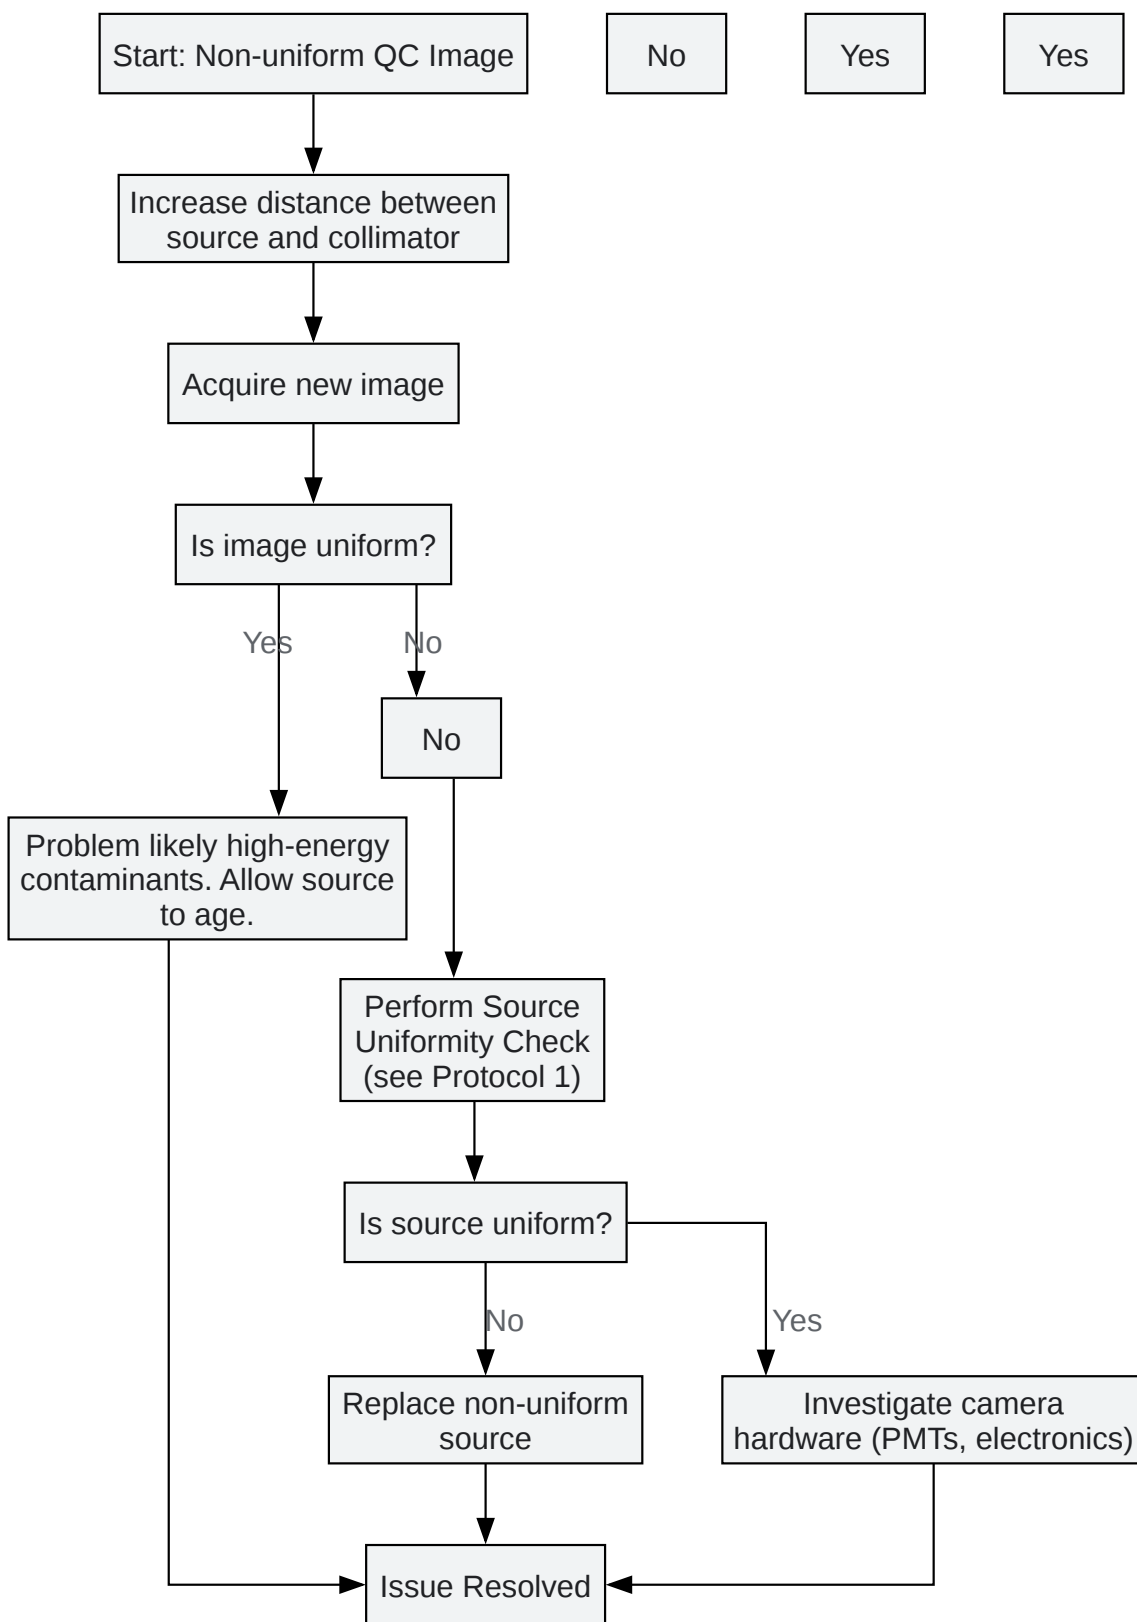 Start: Non-uniform QC Image
No
Yes
Yes
Increase distance between
source and collimator
Acquire new image
Is image uniform?
Yes
No
No
Problem likely high-energy
contaminants. Allow source
to age.
Perform Source
Uniformity Check
(see Protocol 1)
Is source uniform?
No
Yes
Replace non-uniform
source
Investigate camera
hardware (PMTs, electronics)
Issue Resolved